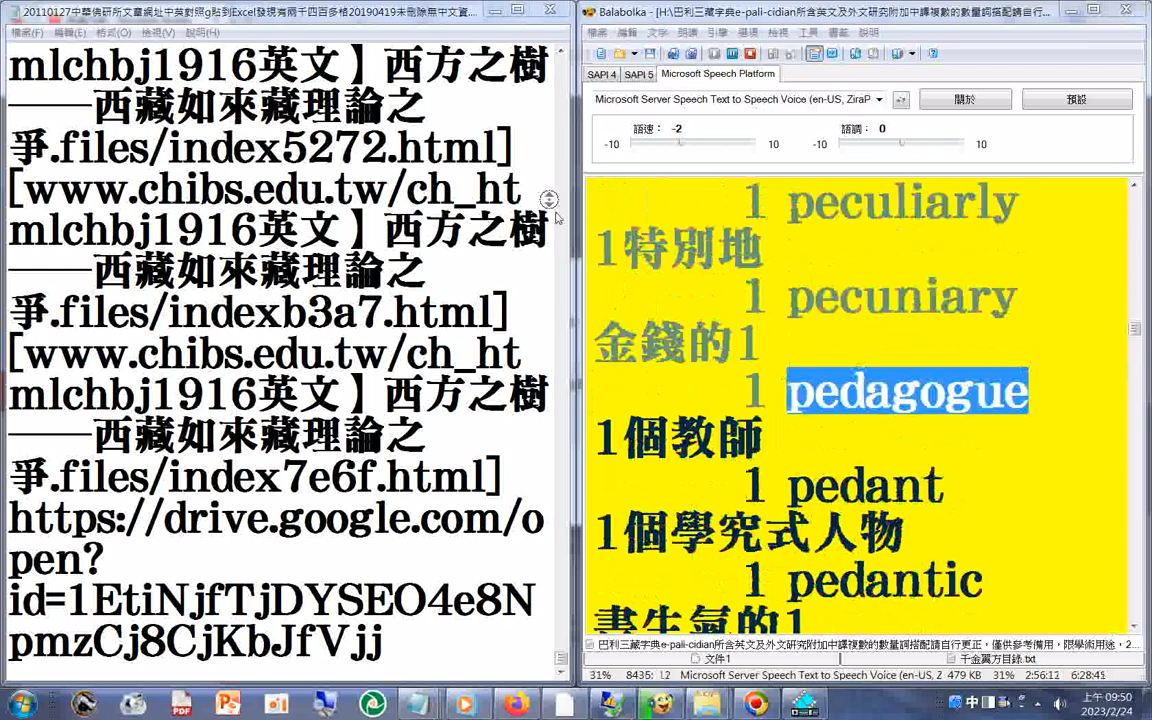 20110127中華佛研所文章網址中英對照g點到Excel發現有兩千四百多格20190419未刪除無中文資...
檔案(F) 編輯(E) 格式(O) 檢視(V) 說明(H)
mlchbj1916英文】西方之樹
——西藏如來藏理論之
爭.files/index5272.html]
[www.chibs.edu.tw/ch_ht
mlchbj1916英文】西方之樹
——西藏如來藏理論之
爭.files/indexb3a7.html]
[www.chibs.edu.tw/ch_ht
mlchbj1916英文】西方之樹
——西藏如來藏理論之
爭.files/index7e6f.html]
https://drive.google.com/o
pen?
id=1EtiNjfTjDYSEO4e8N
pmzCj8CjKbJfVjj
Balabolka - [H:\巴利三藏字典e-pali-cidian所含英文及外文研究附加中譯複數的數量詞搭配請自行...
檔案 編輯 文字 朗讀 引擎 選項 檢視 工具 書籤 說明
SAPI 4 SAPI 5 Microsoft Speech Platform
Microsoft Server Speech Text to Speech Voice (en-US, ZiraP 關於 預設
語速： -2 語調： 0
-10 10 -10 10
1 peculiarly
1特別地
1 pecuniary
金錢的1
1 pedagogue
1個教師
1 pedant
1個學究式人物
1 pedantic
書生氣的1
巴利三藏字典e-pali-cidian所含英文及外文研究附加中譯複數的數量詞搭配請自行更正，僅供參考備用，限學術用途，2...
文件1 千金翼方目錄.txt
31% 8435: 12 Microsoft Server Speech Text to Speech Voice (en-US, Z 479 KB 31% 2:56:12 6:28:45
中
上午 09:50
2023/2/24